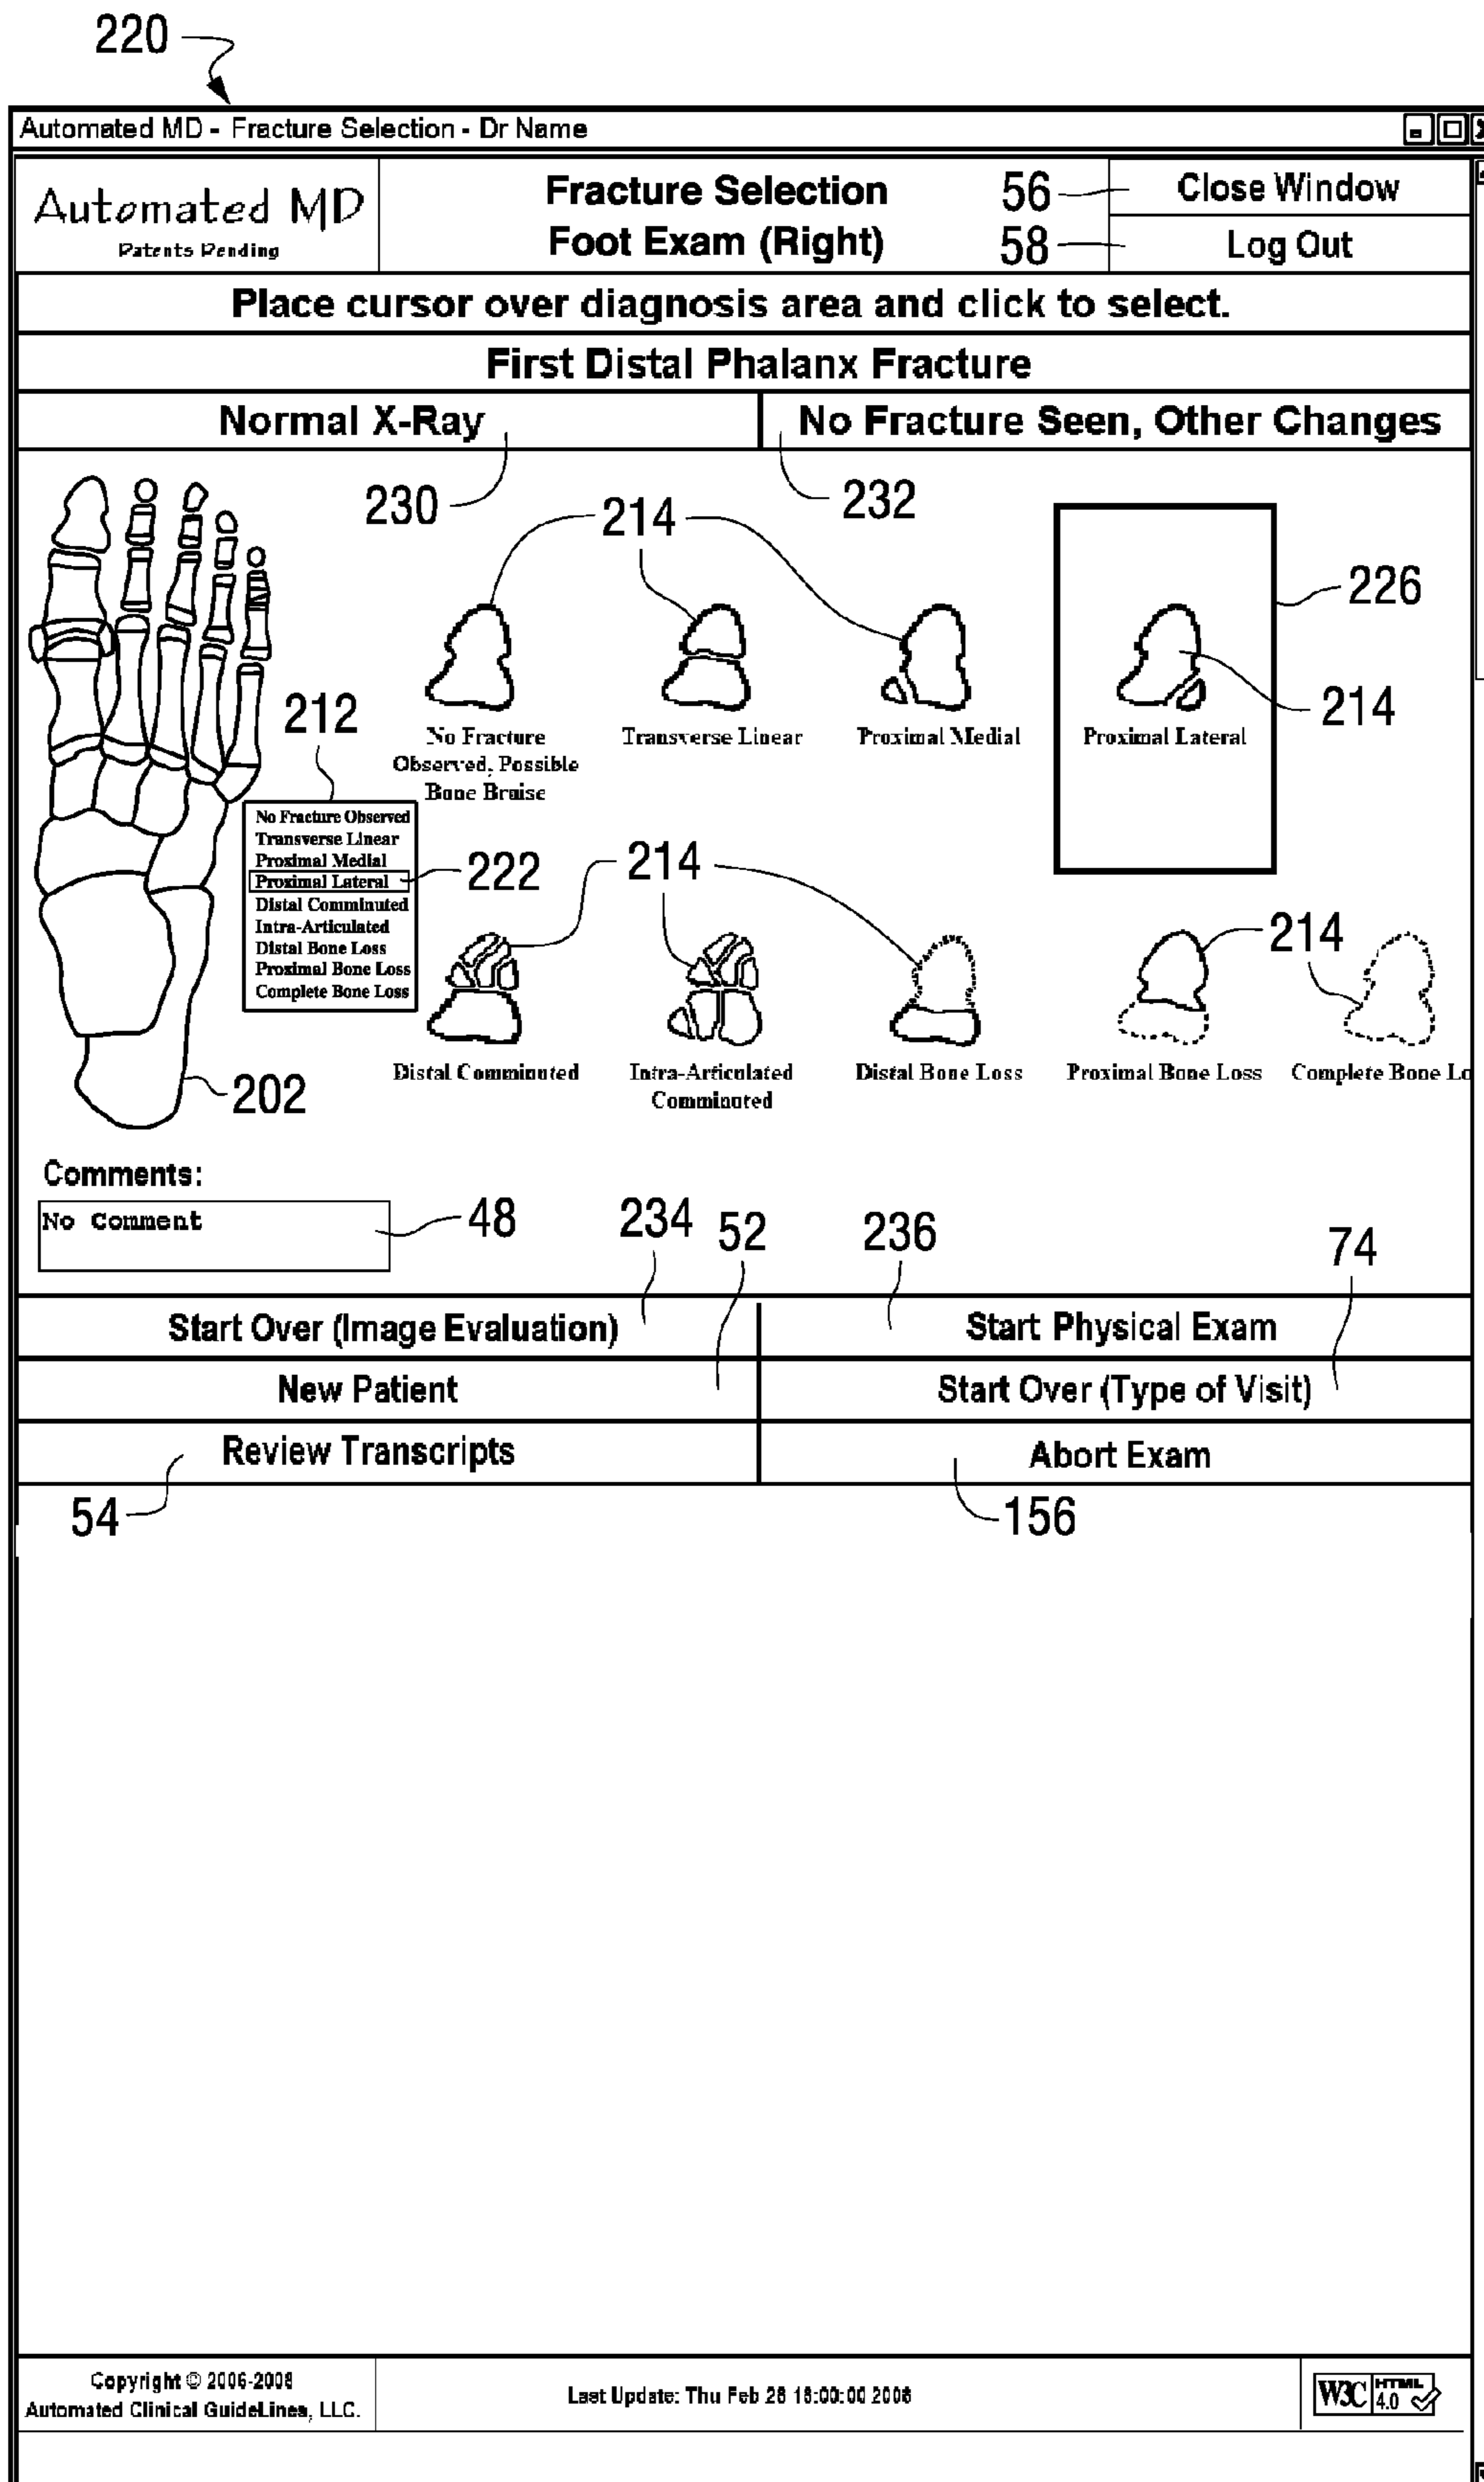 220
Automated MD - Fracture Selection - Dr Name
Automated MD
Patents Pending
Fracture Selection
Foot Exam (Right)
56
Close Window
58
Log Out
Place cursor over diagnosis area and click to select.
First Distal Phalanx Fracture
Normal X-Ray
No Fracture Seen, Other Changes
230
214
232
226
212
214
No Fracture
Observed, Possible
Bone Bruise
Transverse Linear
Proximal Medial
Proximal Lateral
No Fracture Observed
Transverse Linear
Proximal Medial
Proximal Lateral
Distal Comminuted
Intra-Articulated
Distal Bone Loss
Proximal Bone Loss
Complete Bone Loss
222
214
214
Distal Comminuted
Intra-Articulated
Comminuted
Distal Bone Loss
Proximal Bone Loss
Complete Bone Lo
202
Comments:
No Comment
48
234
52
236
74
Start Over (Image Evaluation)
Start Physical Exam
New Patient
Start Over (Type of Visit)
Review Transcripts
Abort Exam
54
156
Copyright © 2006-2008
Automated Clinical GuideLines, LLC.
Last Update: Thu Feb 28 18:00:00 2008
W3C HTML
4.0